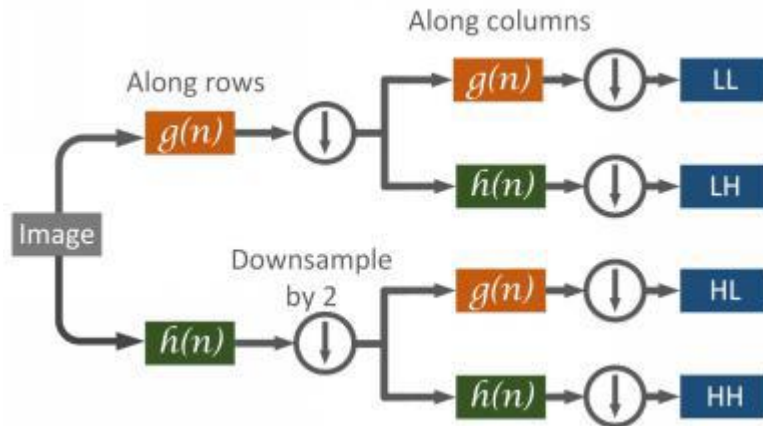 Along columns
Along rows
g(n)
LL
g(n)
h(n)
LH
Image
Downsample
by 2
g(n)
HL
h(n)
h(n)
HH